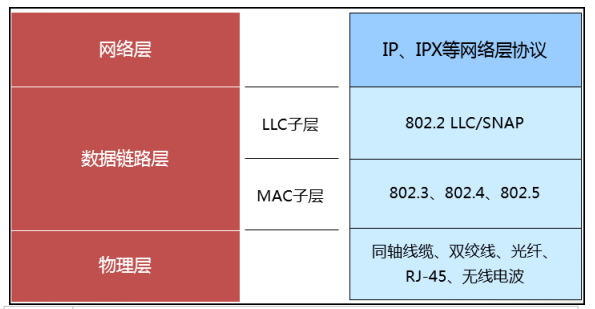 网络层
IP、IPX等网络层协议
数据链路层
LLC子层
802.2 LLC/SNAP
MAC子层
802.3、802.4、802.5
物理层
同轴线缆、双绞线、光纤、
RJ-45、无线电波